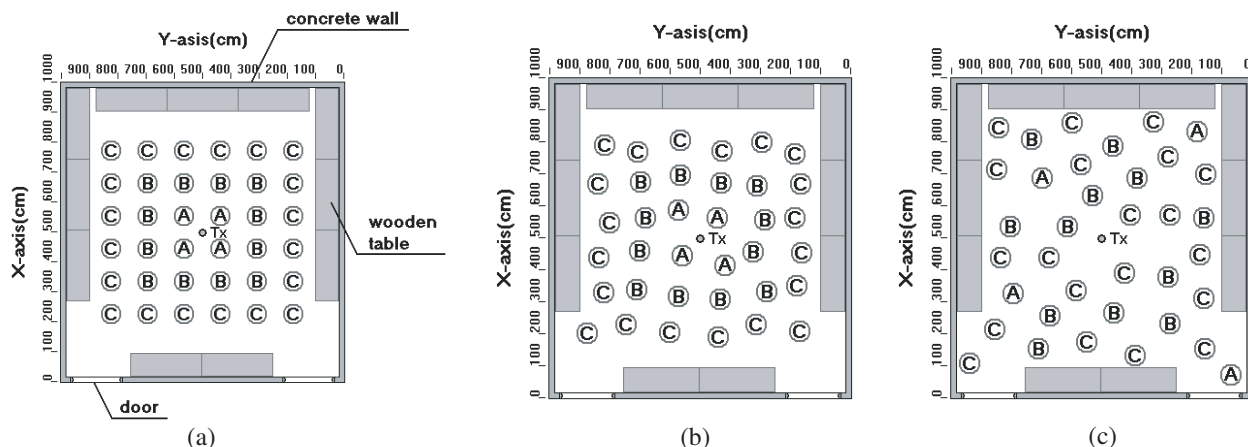 concrete wall
Y-asis(cm)
900 800 700 600 500 400 300 200 100 0
X-axis(cm)
1000 900 800 700 600 500 400 300 200 100 0
C C C C C C
C B B B B C
C B A A B C
Tx
C B A A B C
C B B B B C
C C C C C C
wooden
table
door
(a)
Y-asis(cm)
900 800 700 600 500 400 300 200 100 0
X-axis(cm)
1000 900 800 700 600 500 400 300 200 100 0
C C C C C C
C B B B B C
C B A A B C
Tx
C B A A B C
C B B B B C
C C C C C C
(b)
Y-asis(cm)
900 800 700 600 500 400 300 200 100 0
X-axis(cm)
1000 900 800 700 600 500 400 300 200 100 0
C B C B C A
C A C B C C
B
B B C C B
Tx
C C C B C
A C B C
C B B B
C B C C C A
(c)